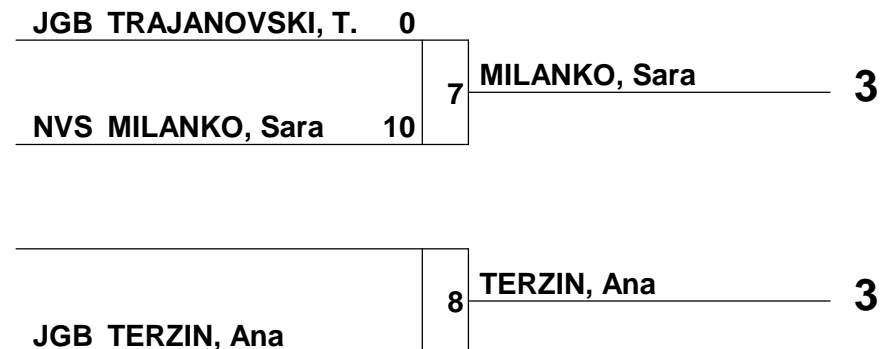 JGB TRAJANOVSKI, T. 0
7 MILANKO, Sara 3
NVS MILANKO, Sara 10
8 TERZIN, Ana 3
JGB TERZIN, Ana